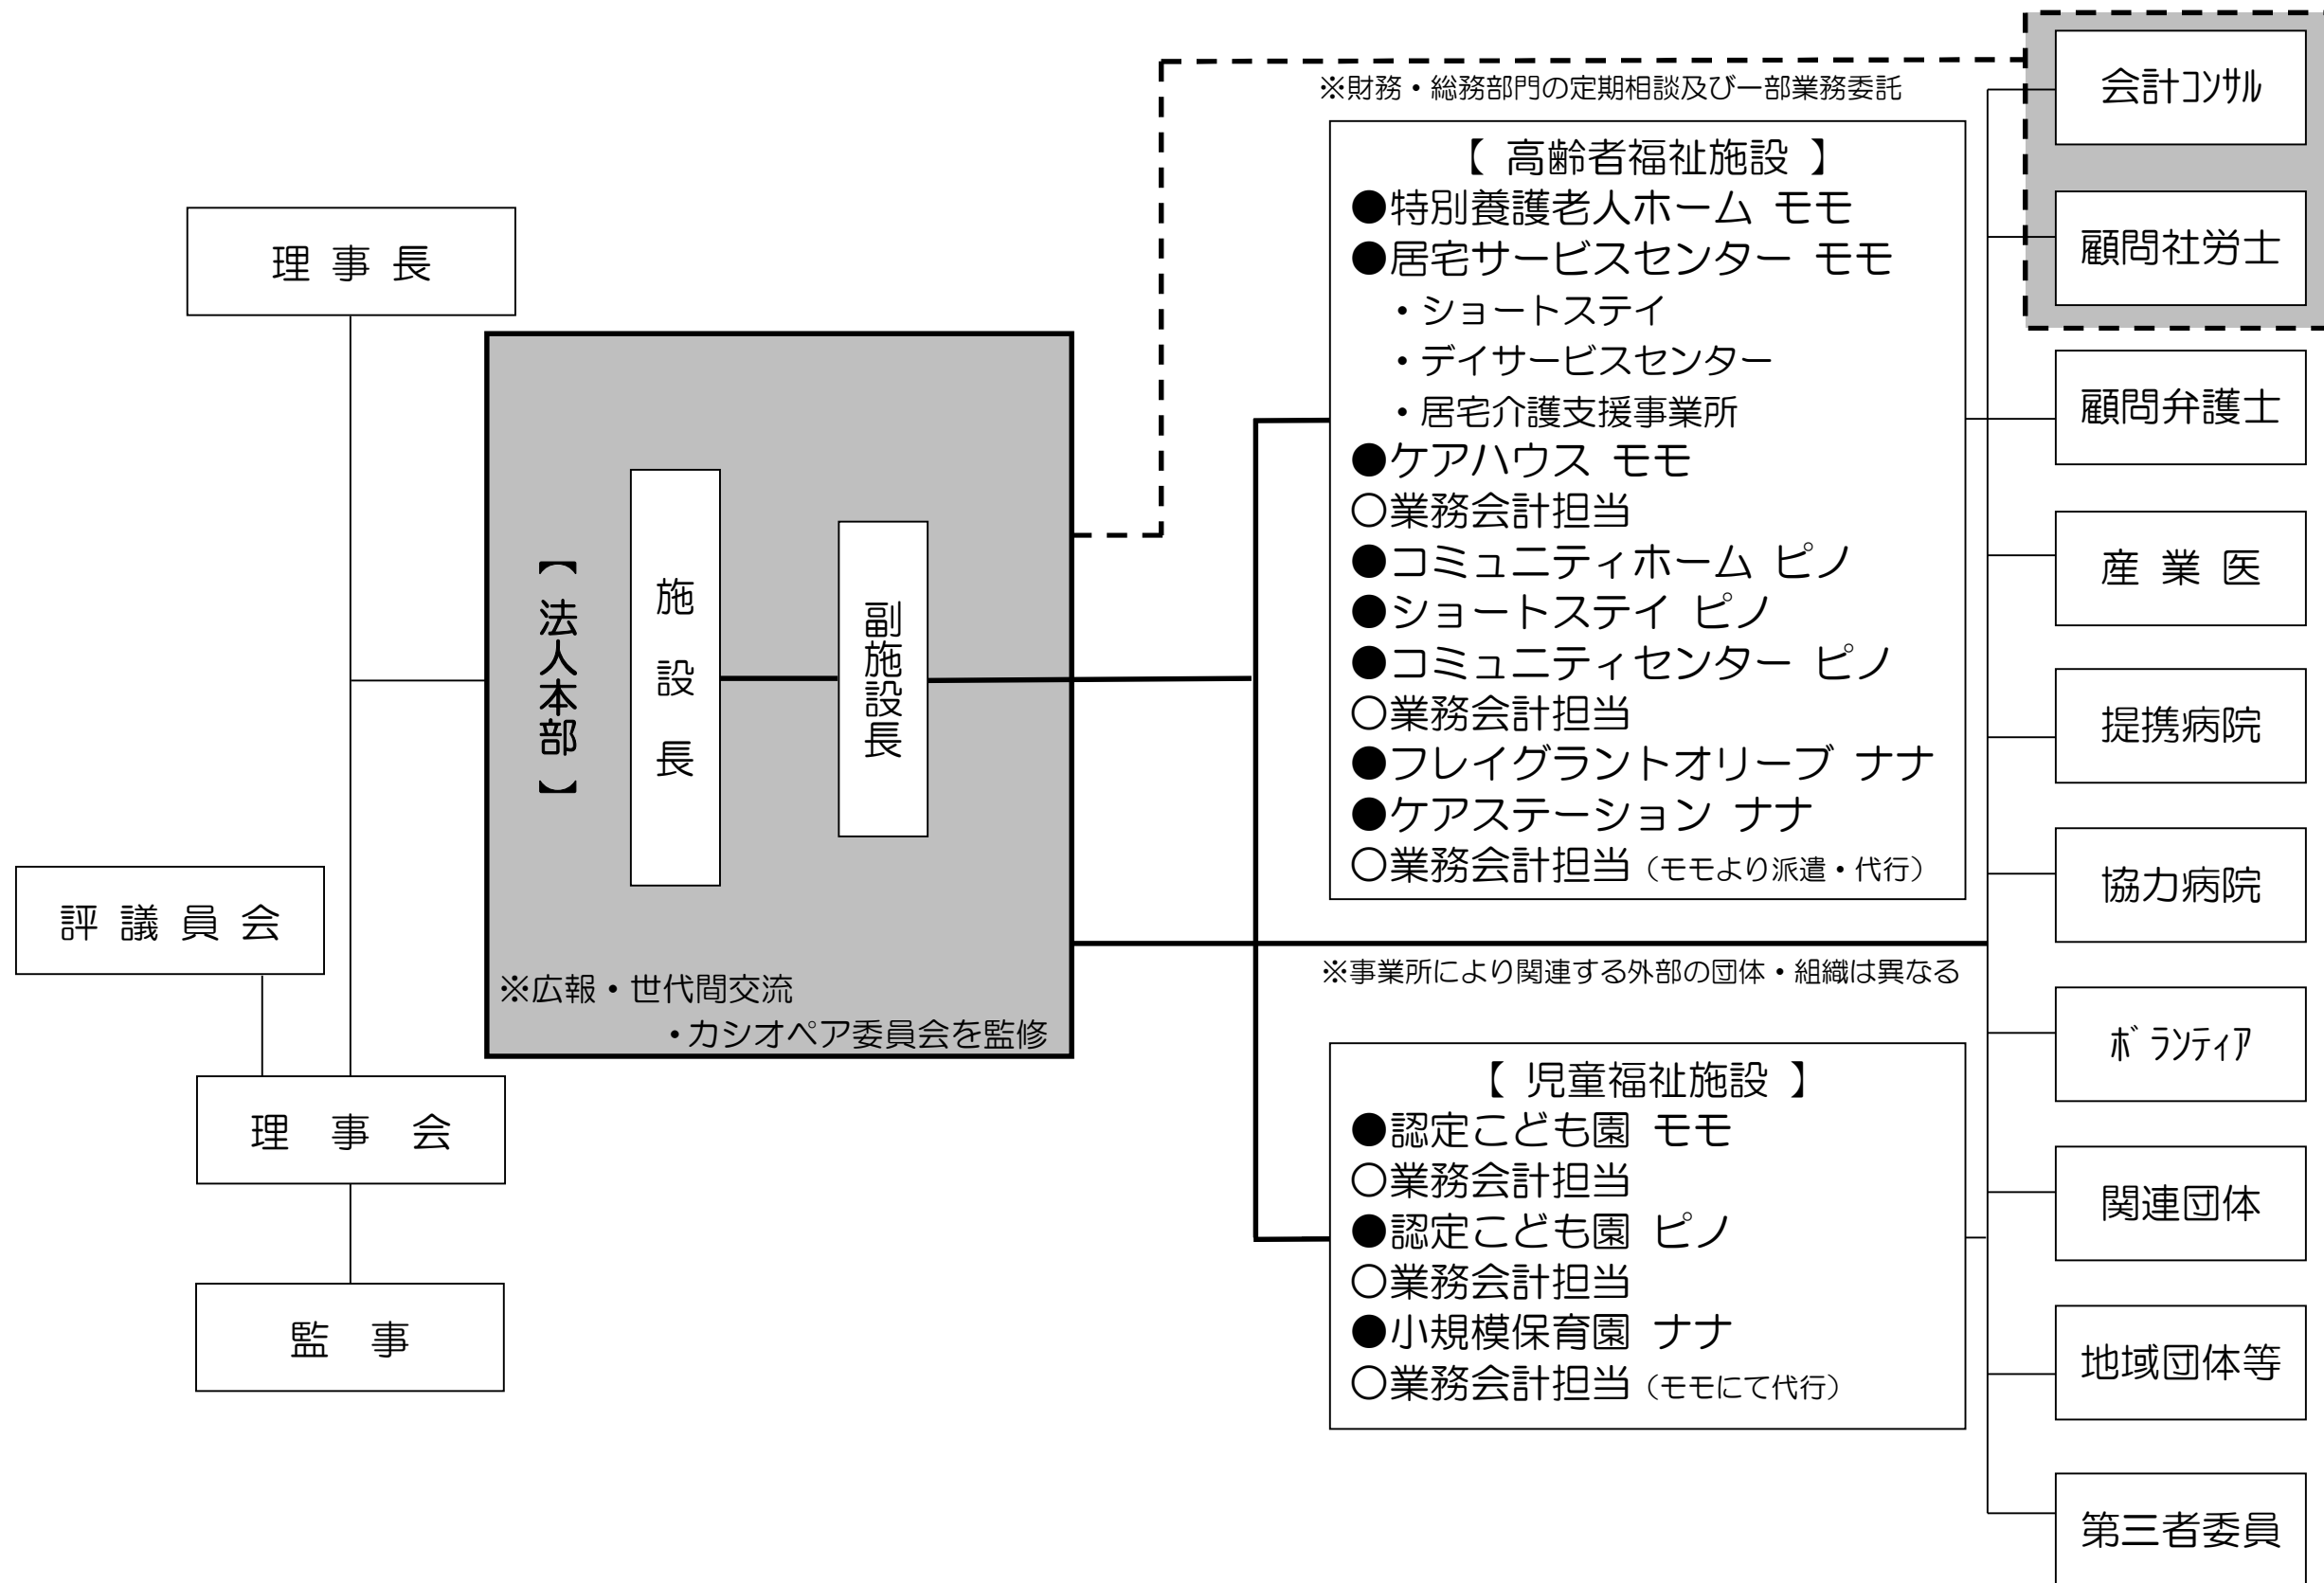 理 事 長
評 議 員 会
理 事 会
監 事
【 法人本部 】
施 設 長
副施設長
※広報・世代間交流
・カシオペア委員会を監修
※財務・総務部門の定期相談及び一部業務委託
【 高齢者福祉施設 】
●特別養護老人ホーム モモ
●居宅サービスセンター モモ
・ショートステイ
・デイサービスセンター
・居宅介護支援事業所
●ケアハウス モモ
○業務会計担当
●コミュニティホーム ピノ
●ショートステイ ピノ
●コミュニティセンター ピノ
○業務会計担当
●フレイグラントオリーブ ナナ
●ケアステーション ナナ
○業務会計担当（モモより派遣・代行）
※事業所により関連する外部の団体・組織は異なる
【 児童福祉施設 】
●認定こども園 モモ
○業務会計担当
●認定こども園 ピノ
○業務会計担当
●小規模保育園 ナナ
○業務会計担当（モモにて代行）
会計ｺﾝｻﾙ
顧問社労士
顧問弁護士
産 業 医
提携病院
協力病院
ﾎﾞﾗﾝﾃｨｱ
関連団体
地域団体等
第三者委員